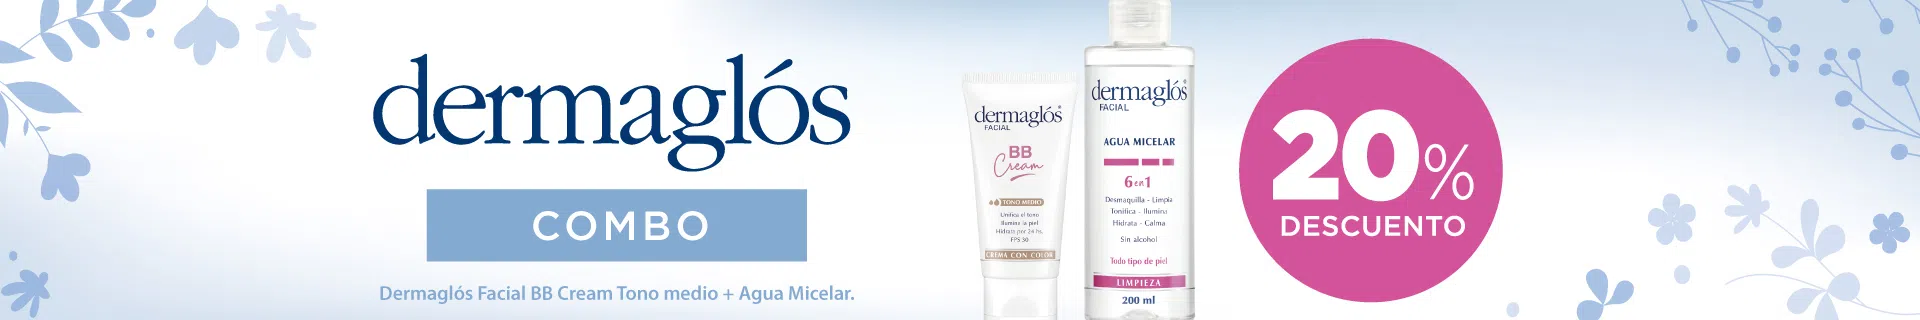 dermaglós
COMBO
Dermaglós Facial BB Cream Tono medio + Agua Micelar.
dermaglós®
FACIAL
BB
Cream
TONO MEDIO
Unifica el tono
Ilumina la piel
Hidrata por 24 hs.
FPS 30
CREMA CON COLOR
dermaglós®
FACIAL
AGUA MICELAR
6 en 1
Desmaquilla - Limpia
Tonifica - Ilumina
Hidrata - Calma
Sin alcohol
Todo tipo de piel
LIMPIEZA
200 ml
20%
DESCUENTO